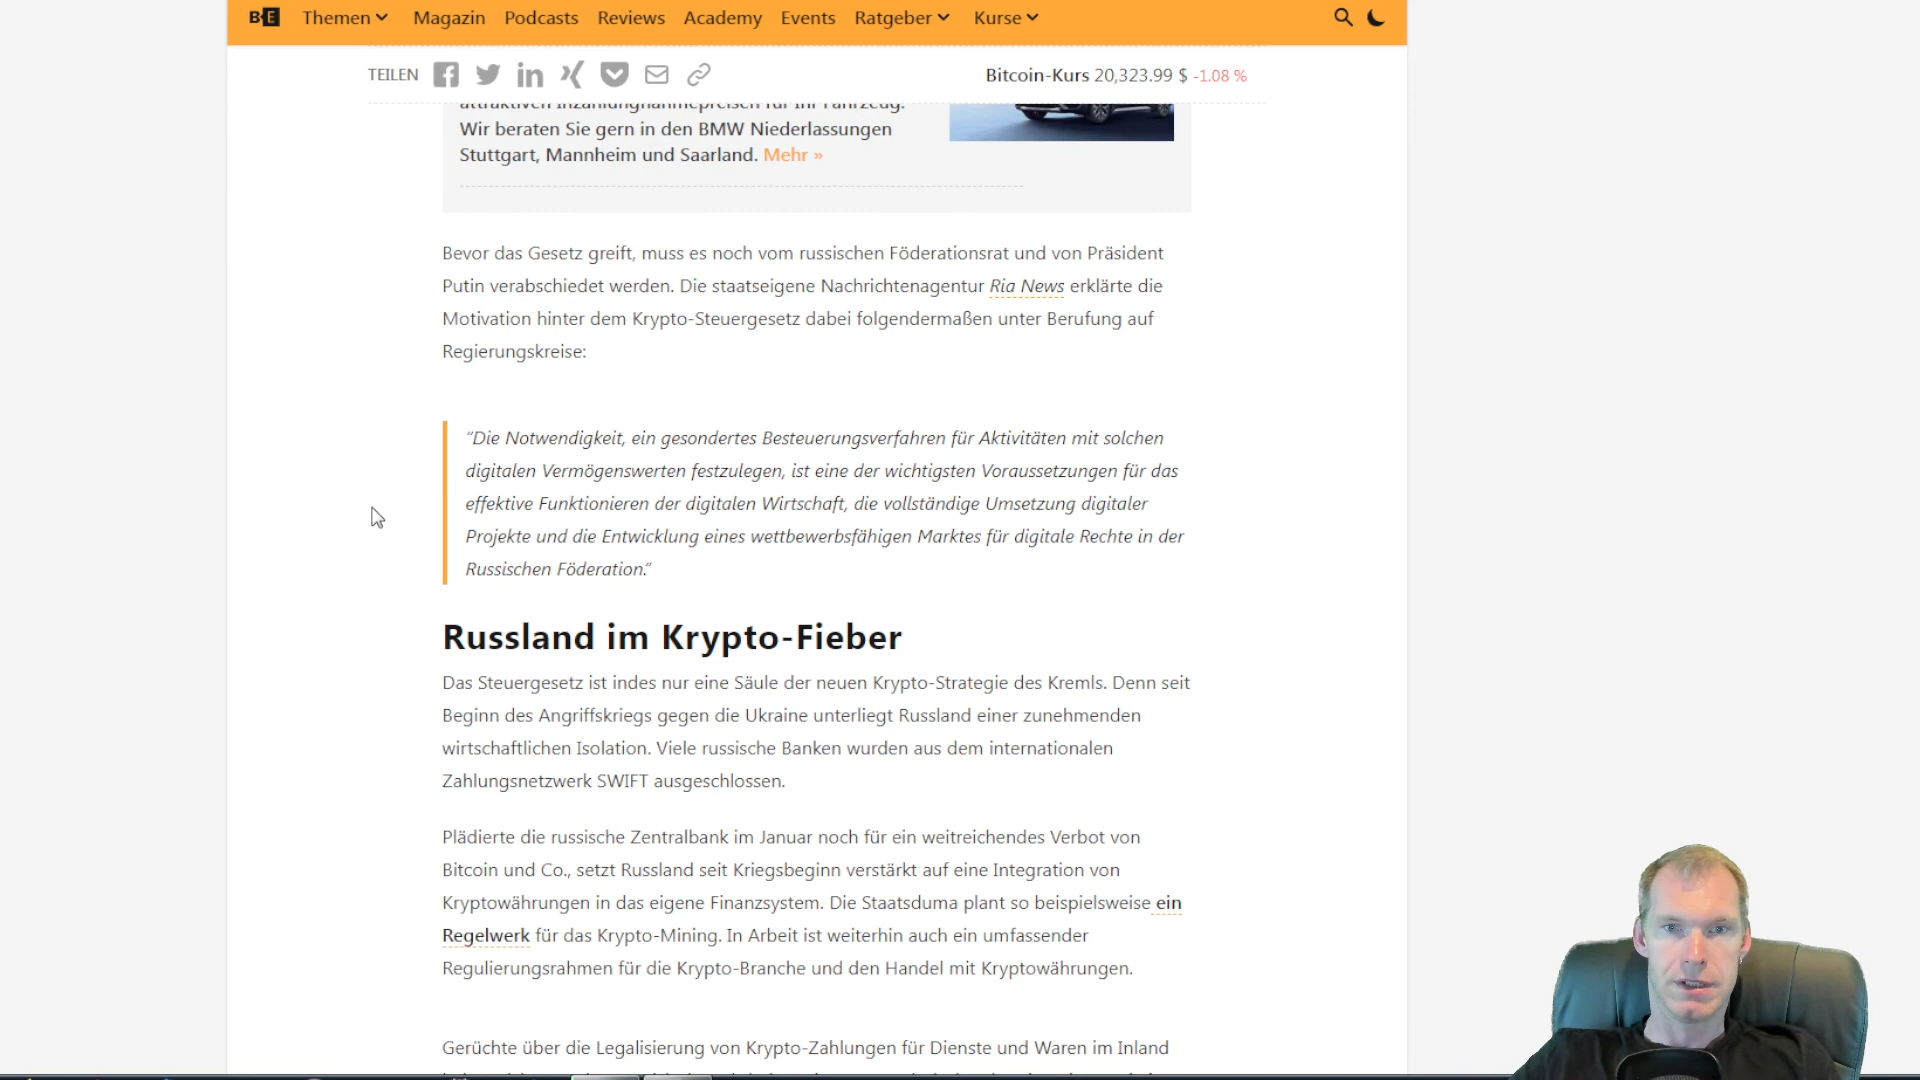 B-E Themen Magazin Podcasts Reviews Academy Events Ratgeber Kurse
TEILEN
Bitcoin-Kurs 20,323.99 $ -1.08 %
attraktiven Inzahlungnahmepreisen für Ihr Fahrzeug.
Wir beraten Sie gern in den BMW Niederlassungen
Stuttgart, Mannheim und Saarland. Mehr »
Bevor das Gesetz greift, muss es noch vom russischen Föderationsrat und von Präsident
Putin verabschiedet werden. Die staatseigene Nachrichtenagentur Ria News erklärte die
Motivation hinter dem Krypto-Steuergesetz dabei folgendermaßen unter Berufung auf
Regierungskreise:
“Die Notwendigkeit, ein gesondertes Besteuerungsverfahren für Aktivitäten mit solchen
digitalen Vermögenswerten festzulegen, ist eine der wichtigsten Voraussetzungen für das
effektive Funktionieren der digitalen Wirtschaft, die vollständige Umsetzung digitaler
Projekte und die Entwicklung eines wettbewerbsfähigen Marktes für digitale Rechte in der
Russischen Föderation.”
Russland im Krypto-Fieber
Das Steuergesetz ist indes nur eine Säule der neuen Krypto-Strategie des Kremls. Denn seit
Beginn des Angriffskriegs gegen die Ukraine unterliegt Russland einer zunehmenden
wirtschaftlichen Isolation. Viele russische Banken wurden aus dem internationalen
Zahlungsnetzwerk SWIFT ausgeschlossen.
Plädierte die russische Zentralbank im Januar noch für ein weitreichendes Verbot von
Bitcoin und Co., setzt Russland seit Kriegsbeginn verstärkt auf eine Integration von
Kryptowährungen in das eigene Finanzsystem. Die Staatsduma plant so beispielsweise ein
Regelwerk für das Krypto-Mining. In Arbeit ist weiterhin auch ein umfassender
Regulierungsrahmen für die Krypto-Branche und den Handel mit Kryptowährungen.
Gerüchte über die Legalisierung von Krypto-Zahlungen für Dienste und Waren im Inland